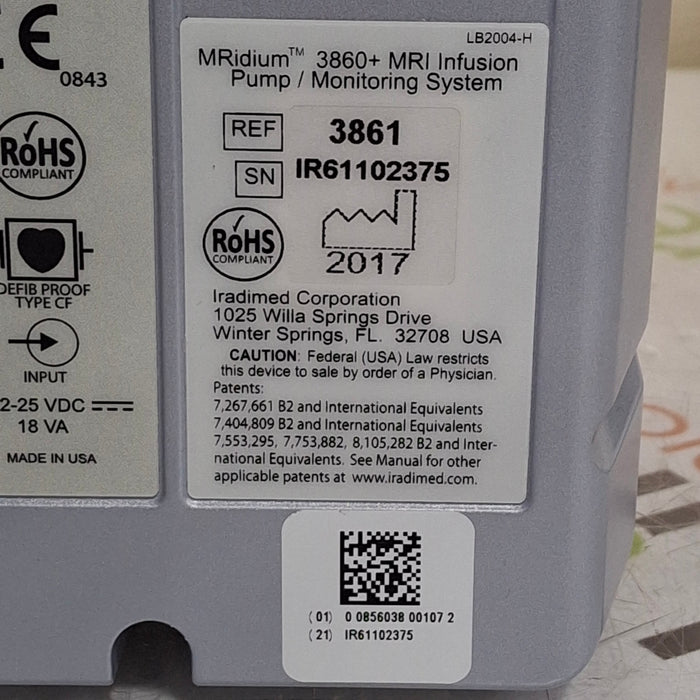 0843
RoHS
COMPLIANT
DEFIB PROOF
TYPE CF
INPUT
2-25 VDC
18 VA
MADE IN USA
LB2004-H
MRidium™ 3860+ MRI Infusion
Pump / Monitoring System
REF 3861
SN IR61102375
RoHS
COMPLIANT
2017
Iradimed Corporation
1025 Willa Springs Drive
Winter Springs, FL. 32708 USA
CAUTION: Federal (USA) Law restricts
this device to sale by order of a Physician.
Patents:
7,267,661 B2 and International Equivalents
7,404,809 B2 and International Equivalents
7,553,295, 7,753,882, 8,105,282 B2 and Inter-
national Equivalents. See Manual for other
applicable patents at www.iradimed.com.
(01) 0 0856038 00107 2
(21) IR61102375